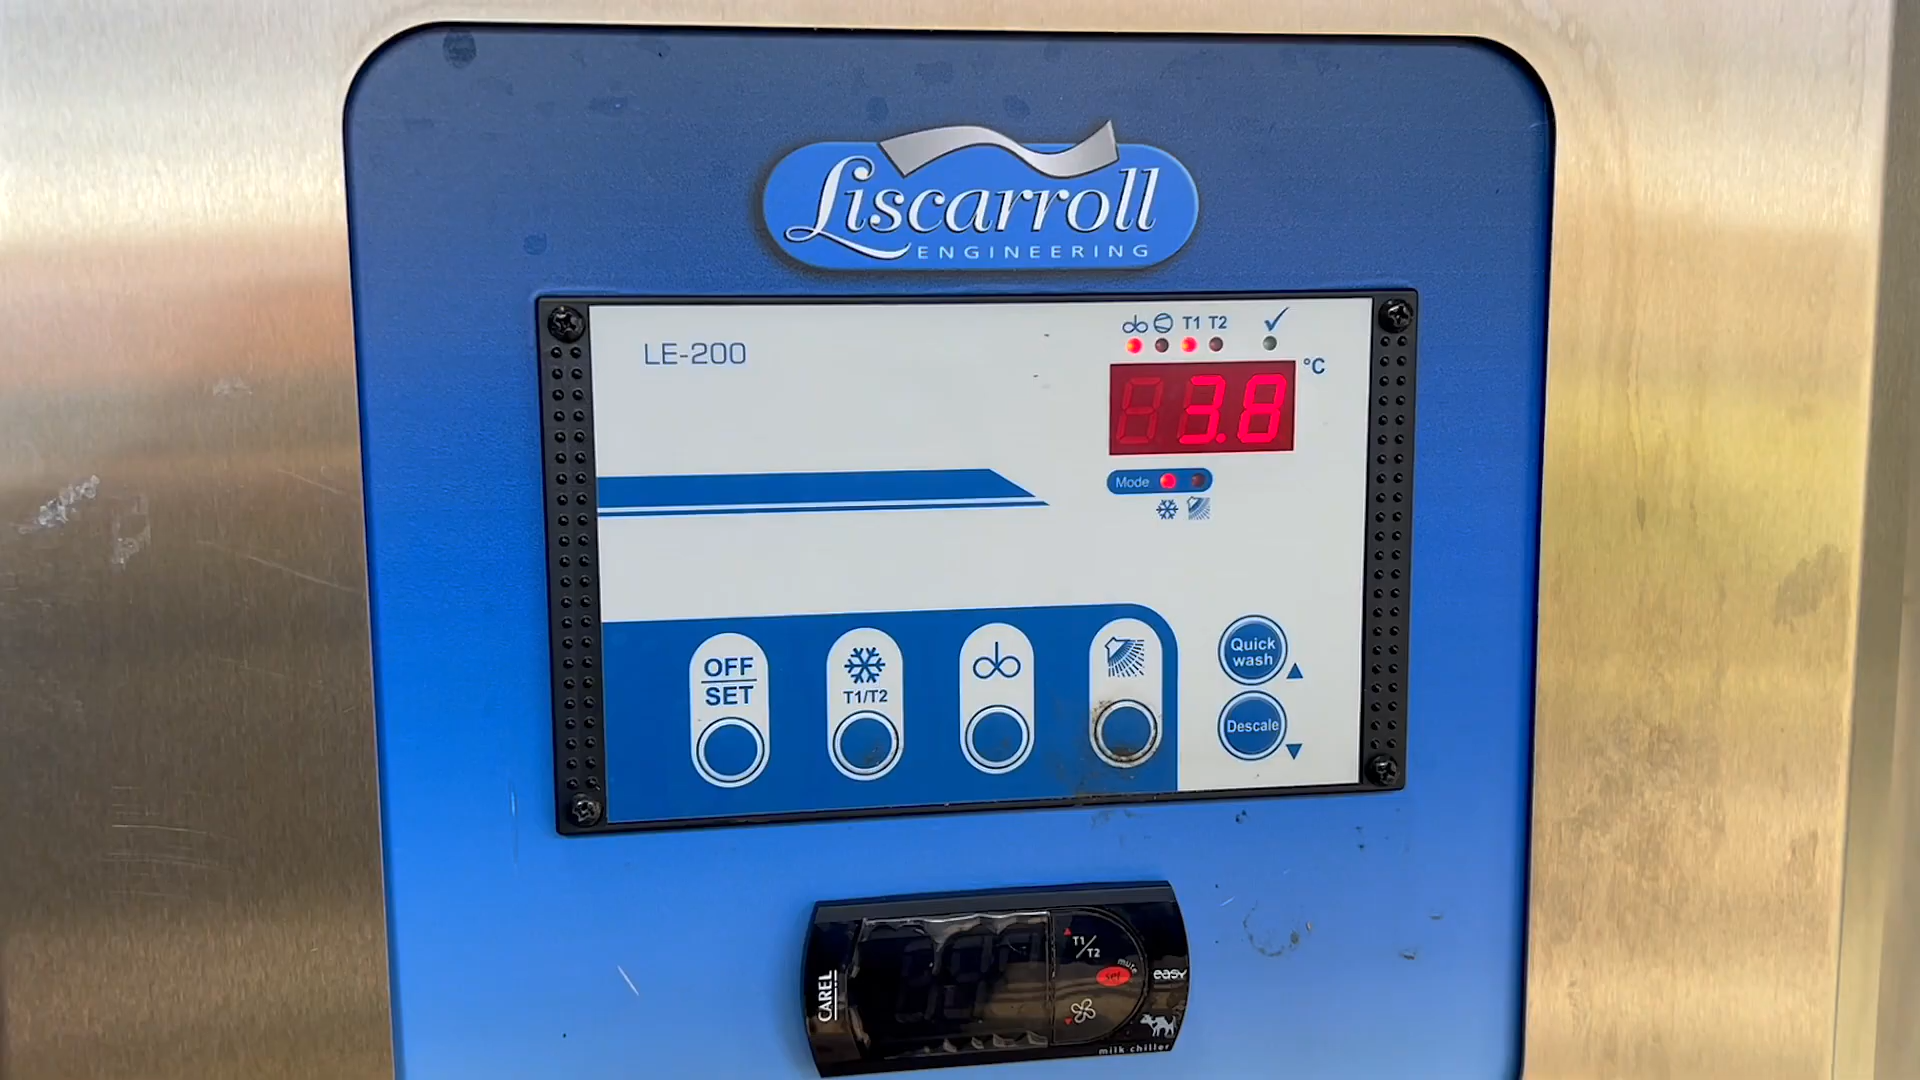 Liscarroll
ENGINEERING
LE-200
T1 T2
°C
3.8
Mode
OFF
SET
T1/T2
Quick
wash
Descale
CAREL
T1/T2
mute
set
easy
milk chiller